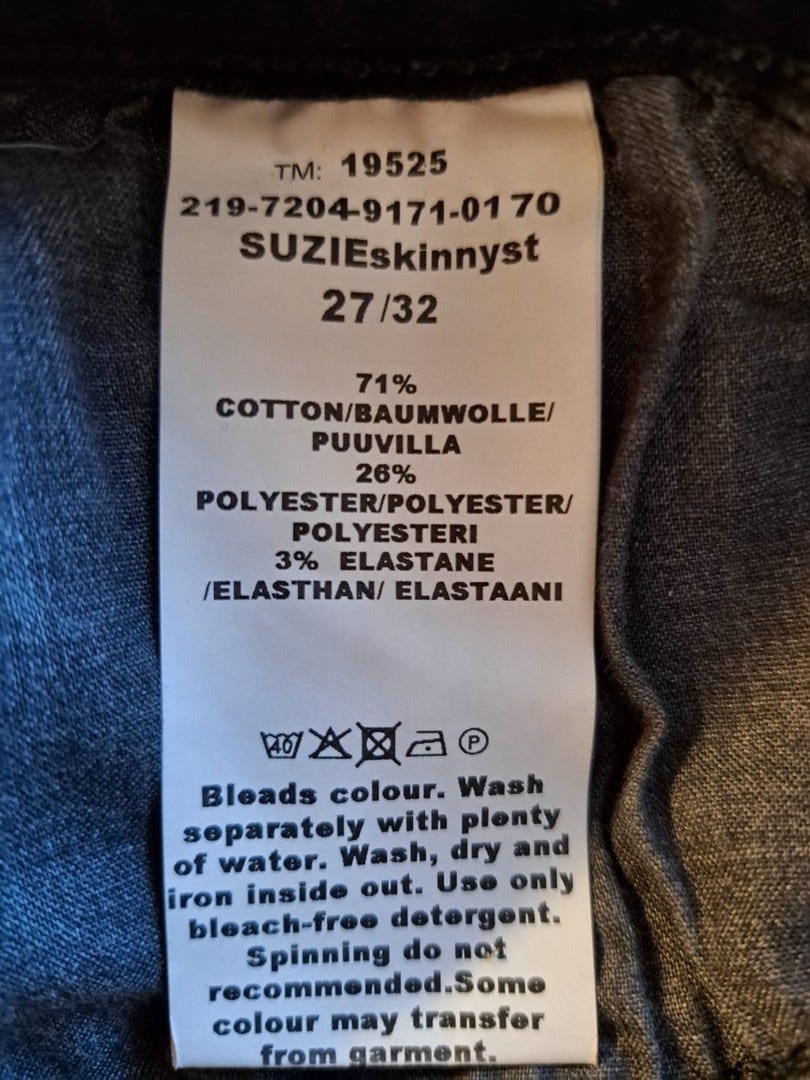 TM: 19525
219-7204-9171-0170
SUZIEskinnyst
27/32
71%
COTTON/BAUMWOLLE/
PUUVILLA
26%
POLYESTER/POLYESTER/
POLYESTERI
3% ELASTANE
/ELASTHAN/ ELASTAANI
40 P
Bleads colour. Wash
separately with plenty
of water. Wash, dry and
iron inside out. Use only
bleach-free detergent.
Spinning do not
recommended.Some
colour may transfer
from garment.